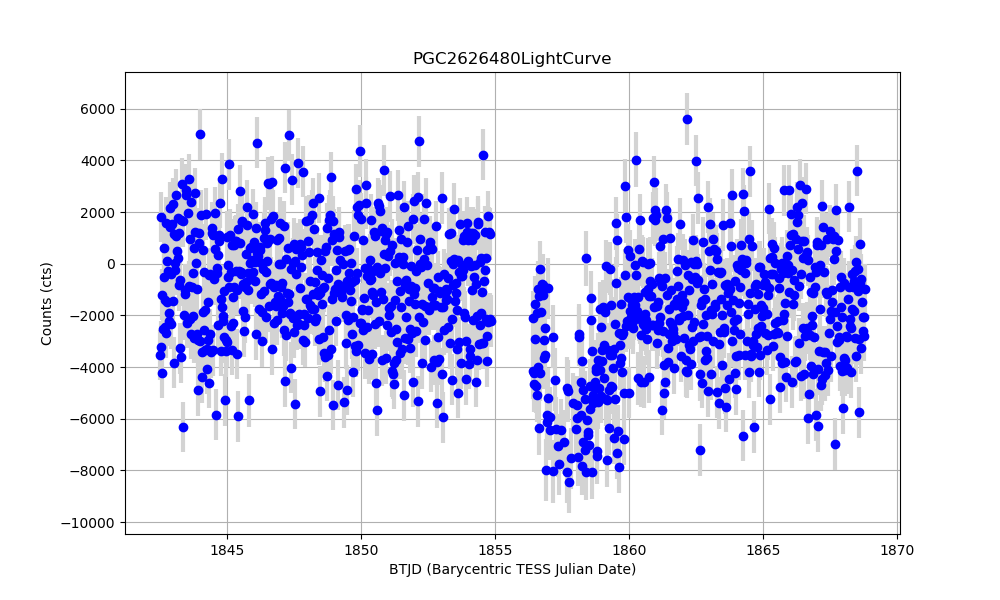 PGC2626480LightCurve
6000
4000
2000
0
−2000
−4000
−6000
−8000
−10000
Counts (cts)
1845 1850 1855 1860 1865 1870
BTJD (Barycentric TESS Julian Date)